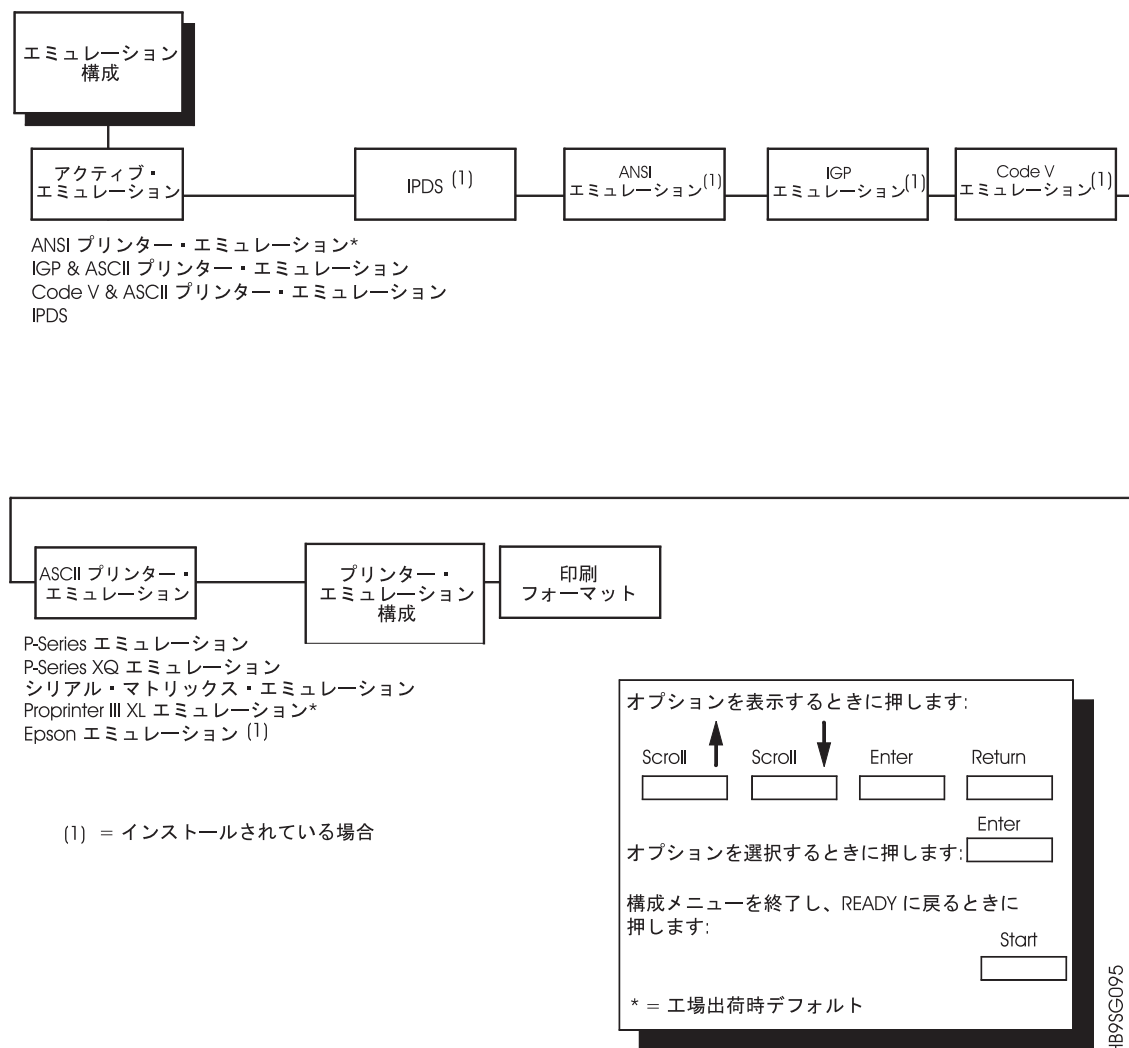 エミュレーション
構成
アクティブ・
エミュレーション
IPDS (1)
ANSI
エミュレーション(1)
IGP
エミュレーション(1)
Code V
エミュレーション(1)
ANSI プリンター・エミュレーション*
IGP & ASCII プリンター・エミュレーション
Code V & ASCII プリンター・エミュレーション
IPDS
ASCII プリンター・
エミュレーション
プリンター・
エミュレーション
構成
印刷
フォーマット
P-Series エミュレーション
P-Series XQ エミュレーション
シリアル・マトリックス・エミュレーション
Proprinter III XL エミュレーション*
Epson エミュレーション (1)
(1) = インストールされている場合
オプションを表示するときに押します:
Scroll Scroll Enter Return
Enter
オプションを選択するときに押します:
構成メニューを終了し、READY に戻るときに
押します:
Start
* = 工場出荷時デフォルト
HB9SG095